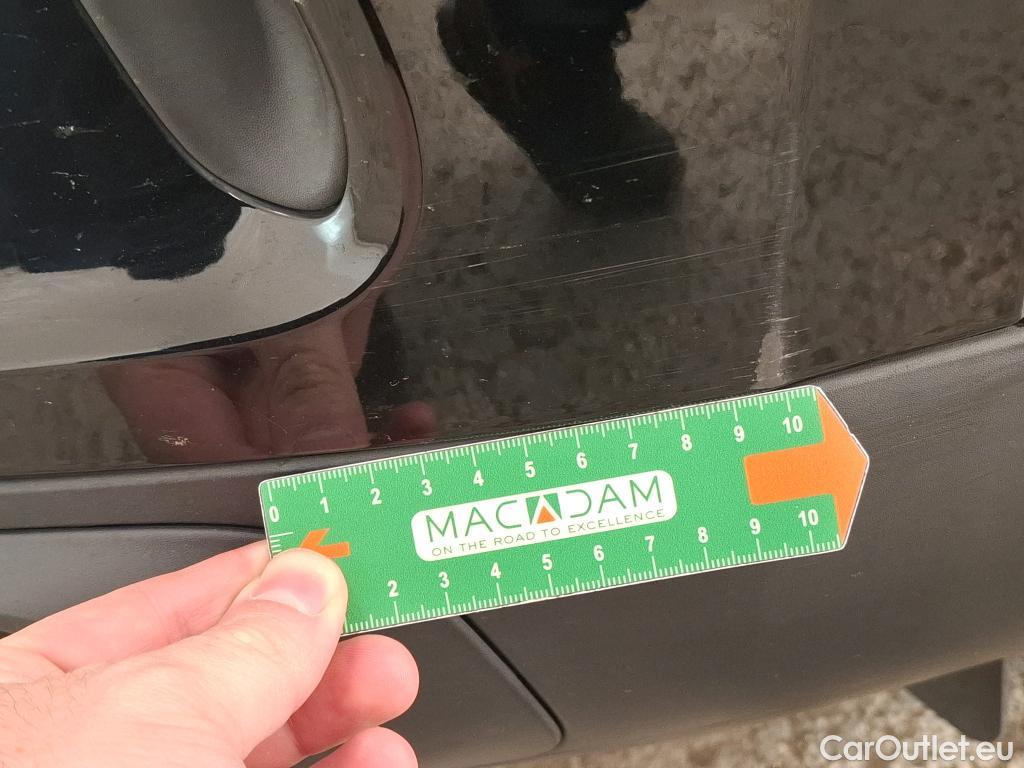 0 1 2 3 4 5 6 7 8 9 10
MACADAM
ON THE ROAD TO EXCELLENCE
2 3 4 5 6 7 8 9 10
CarOutlet.eu